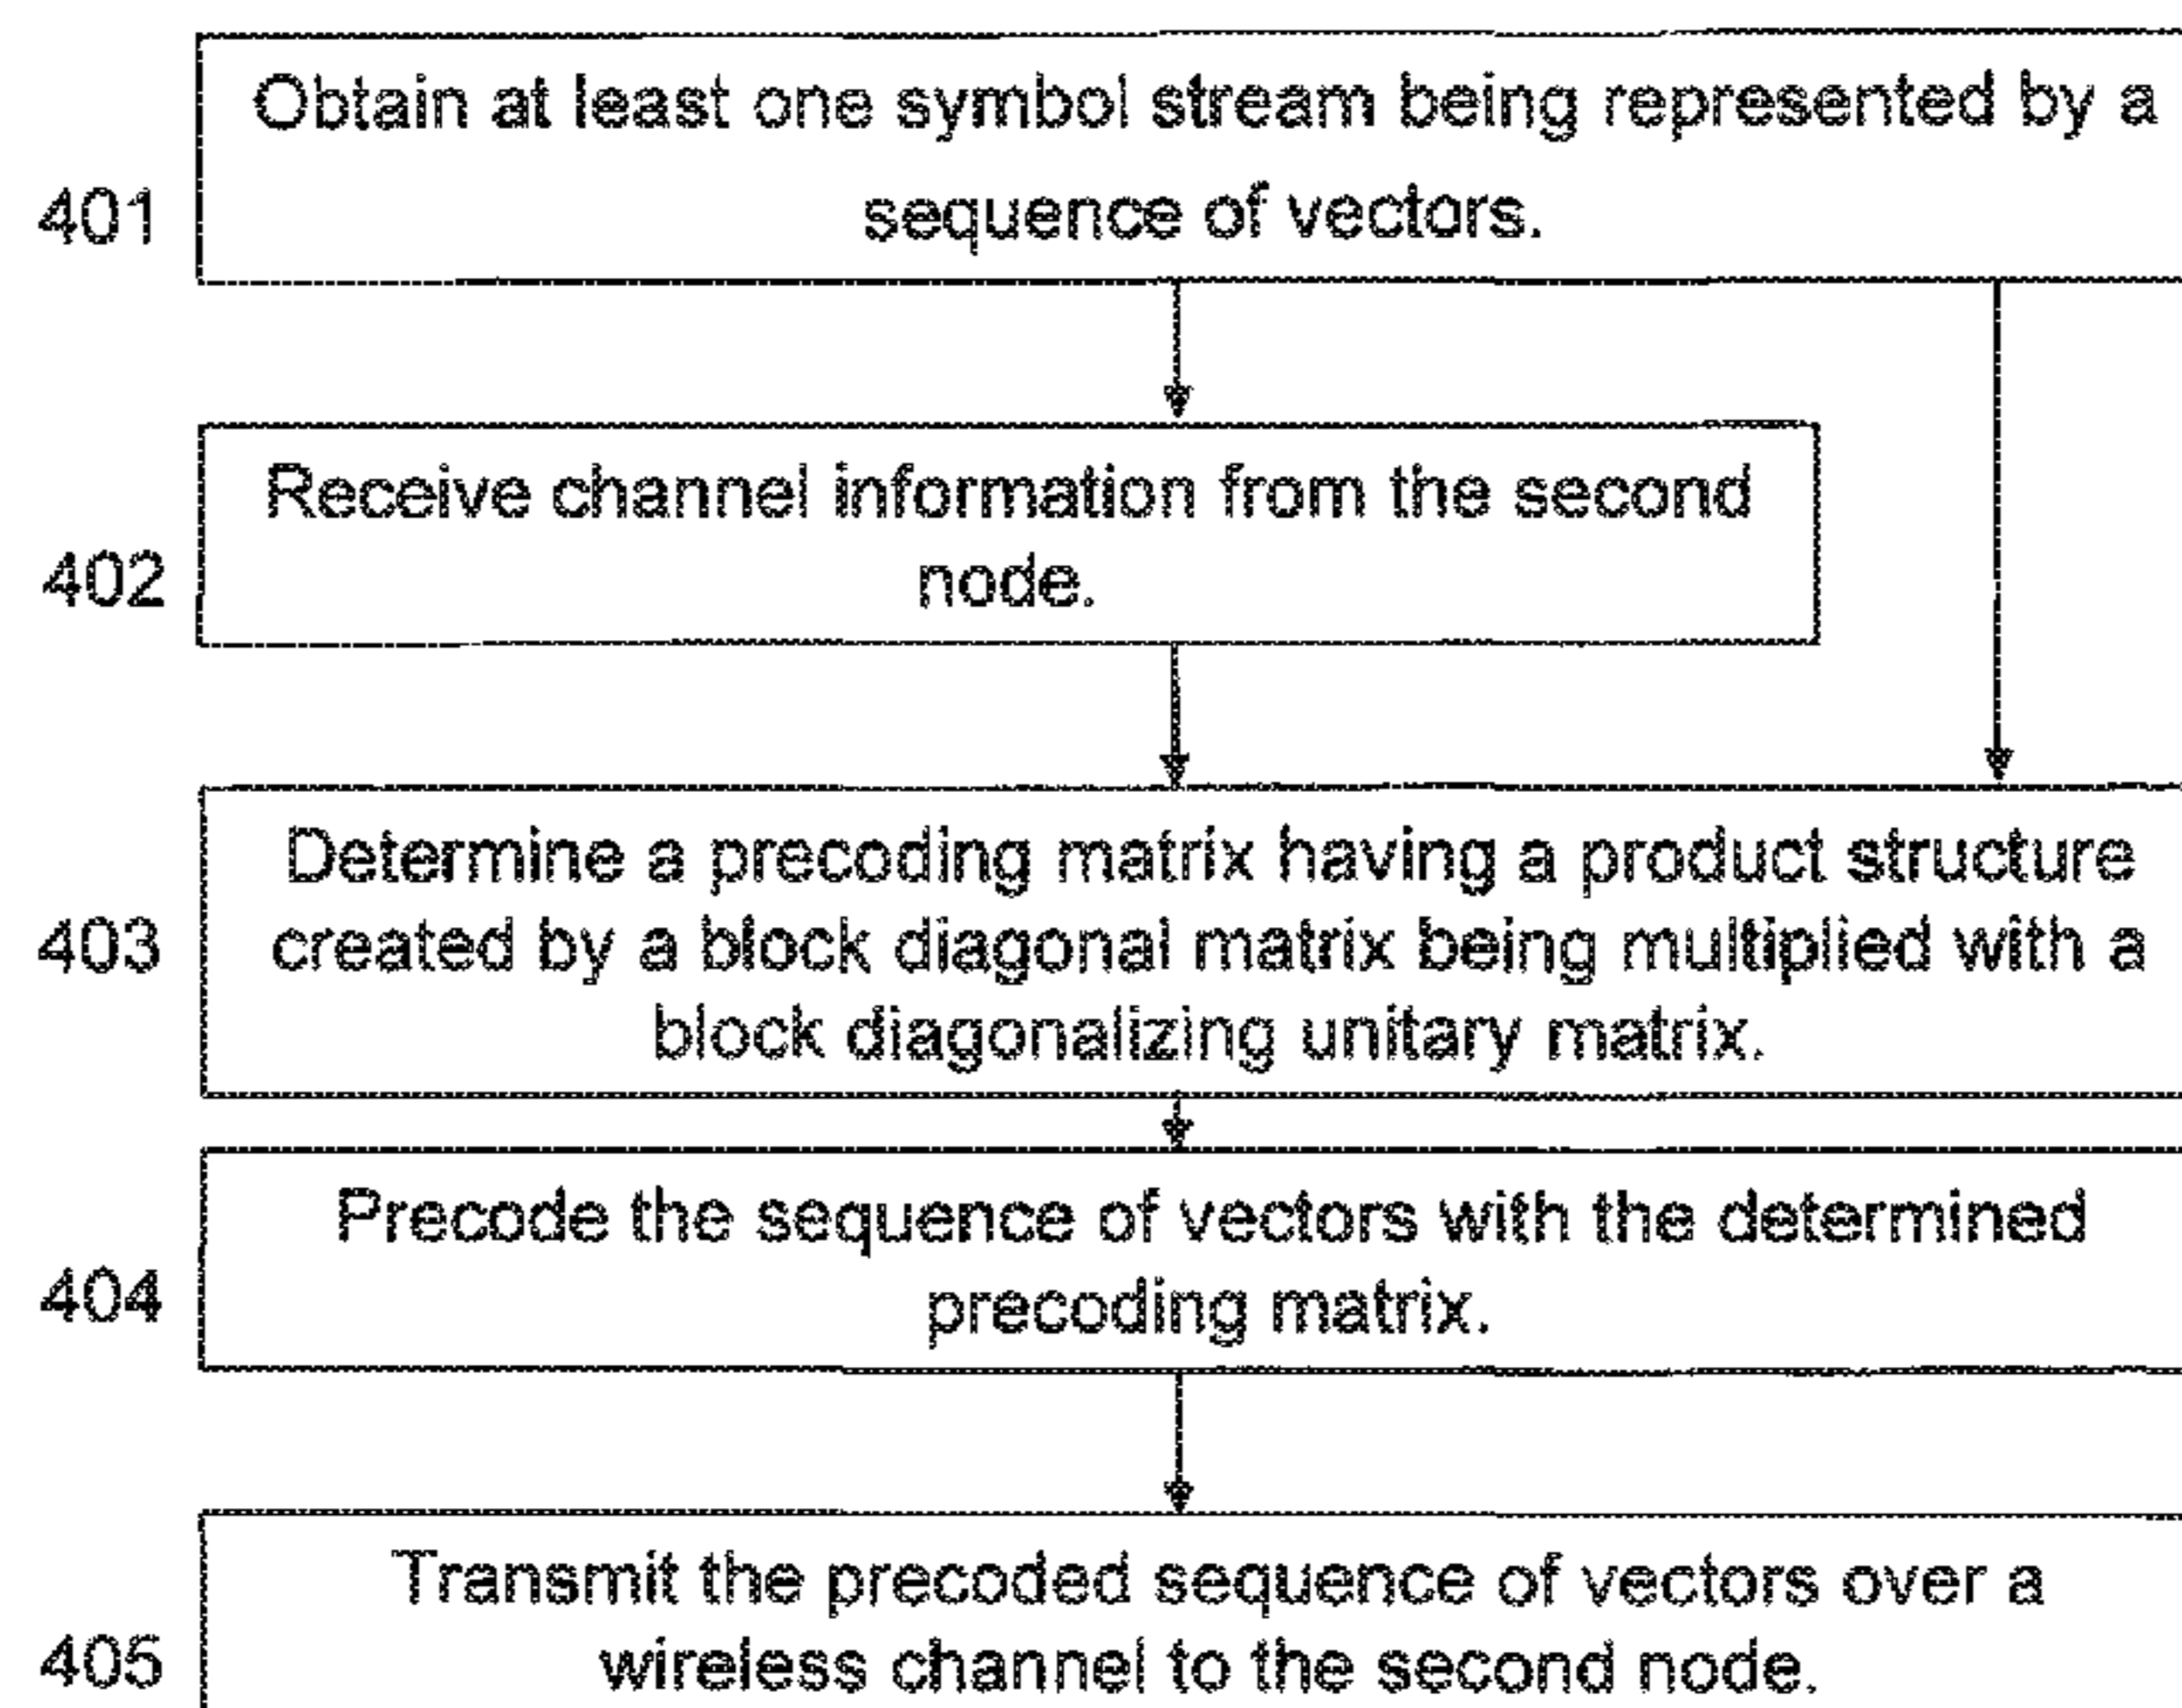 Obtain at least one symbol stream being represented by a
401
sequence of vectors.
Receive channel information from the second
402
node.
Determine a precoding matrix having a product structure
403
created by a block diagonal matrix being multiplied with a
block diagonalizing unitary matrix.
Precode the sequence of vectors with the determined
404
precoding matrix.
Transmit the precoded sequence of vectors over a
405
wireless channel to the second node.